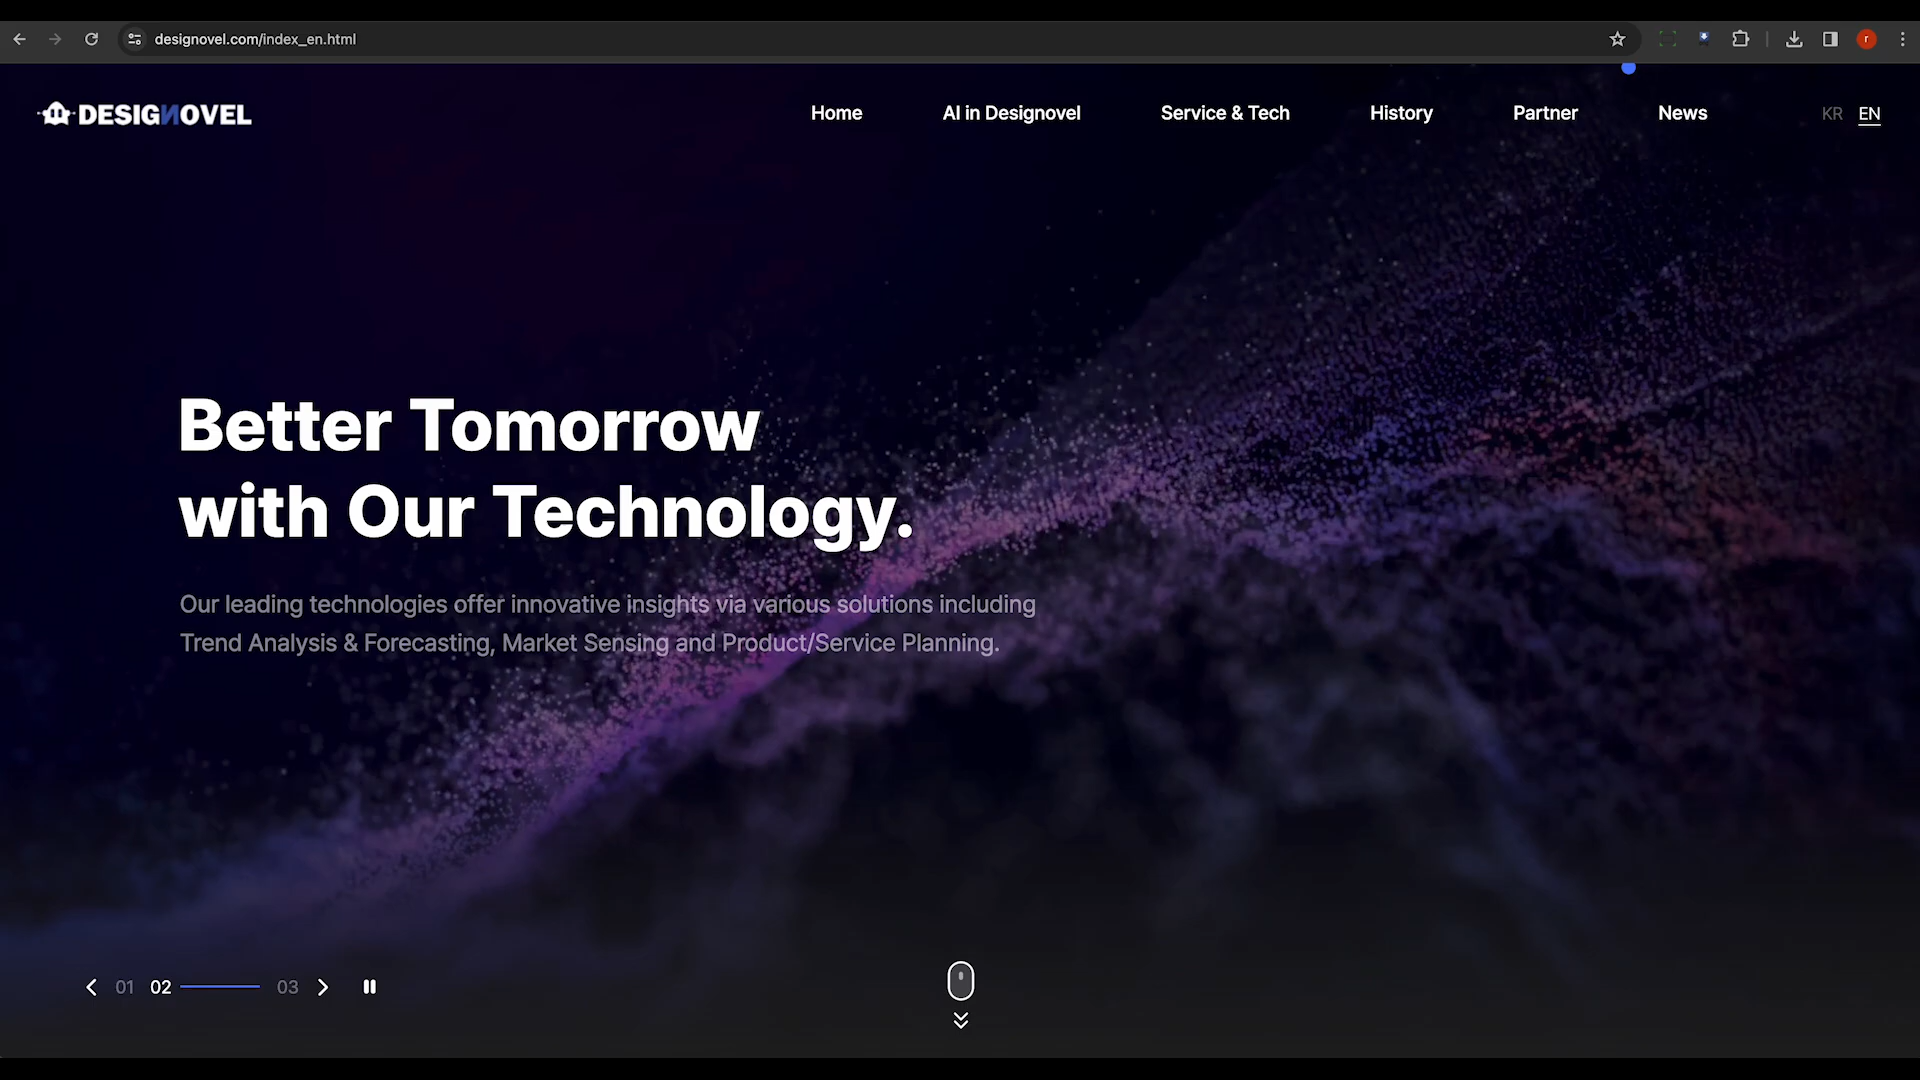 designovel.com/index_en.html
r
DESIGNOVEL
Home
AI in Designovel
Service & Tech
History
Partner
News
KR
EN
Better Tomorrow
with Our Technology.
Our leading technologies offer innovative insights via various solutions including
Trend Analysis & Forecasting, Market Sensing and Product/Service Planning.
01
02
03